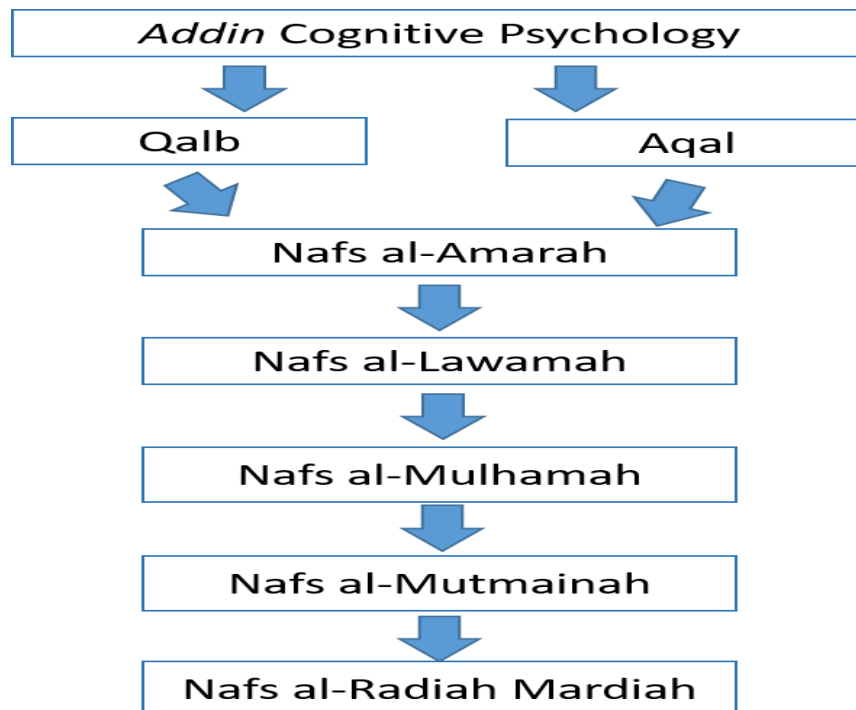 Addin Cognitive Psychology
Qalb
Aqal
Nafs al-Amarah
Nafs al-Lawamah
Nafs al-Mulhamah
Nafs al-Mutmainah
Nafs al-Radiah Mardiah